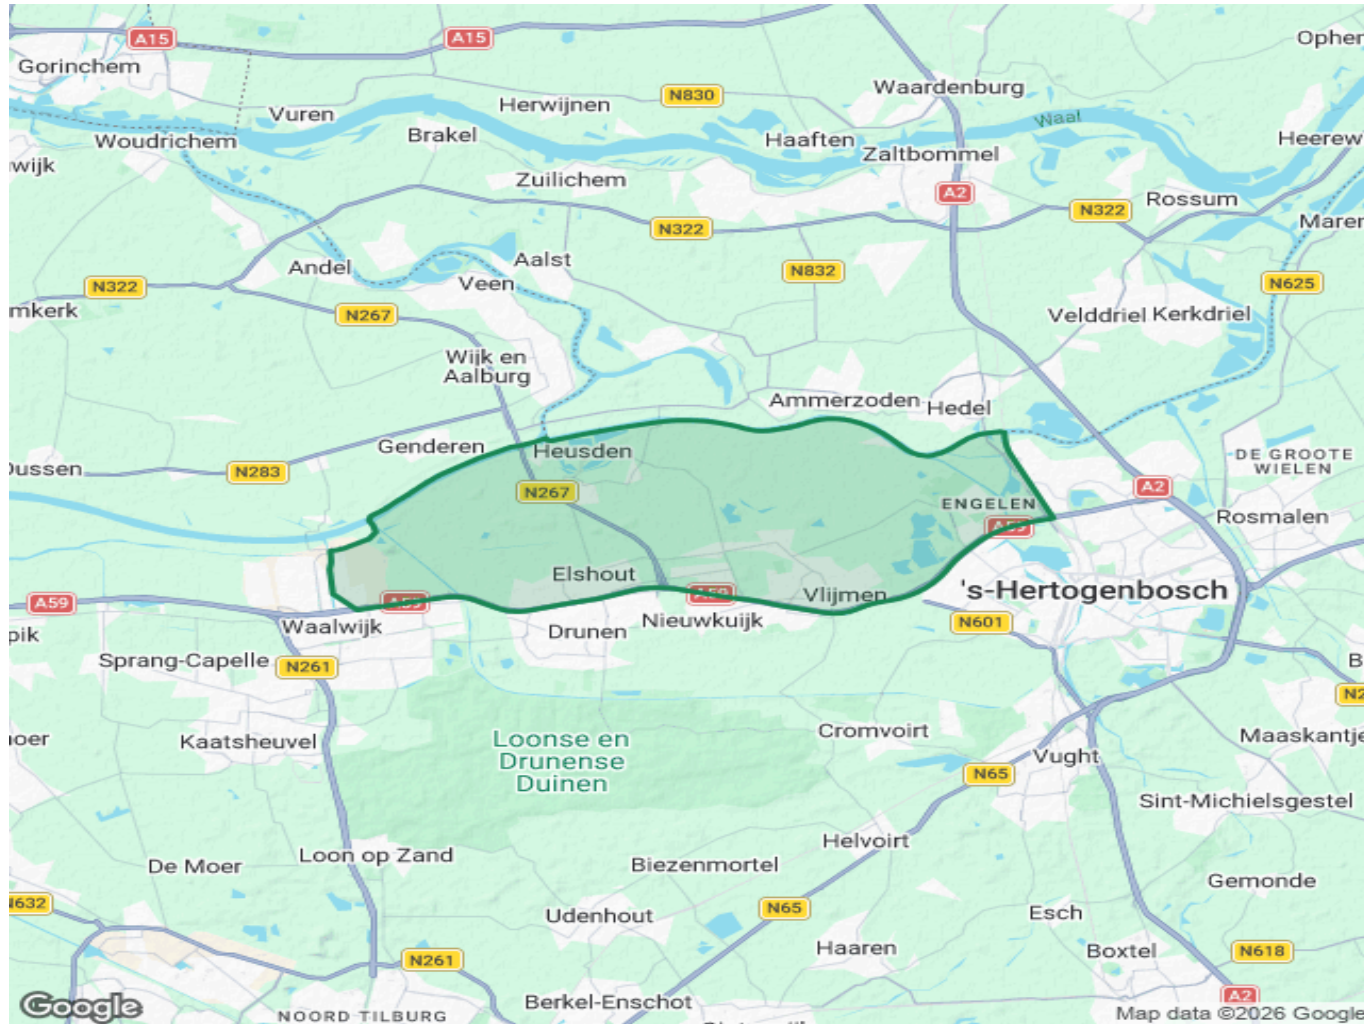 A15
A15
Opher
Gorinchem
Waardenburg
N830
Vuren
Herwijnen
Waal
Brakel
Haaften
Heerew
Woudrichem
Zaltbommel
wijk
Zuilichem
A2
Rossum
N322
N322
Maren
Aalst
Andel
N832
Veen
N625
N322
mkerk
N267
Velddriel
Kerkdriel
Wijk en
Aalburg
Ammerzoden
Hedel
Genderen
Heusden
DE GROOTE
WIELEN
Dussen
N283
N267
A2
ENGELEN
Rosmalen
A59
Elshout
's-Hertogenbosch
A59
A59
A59
Vlijmen
Nieuwkuijk
N601
Waalwijk
Drunen
pik
Sprang-Capelle
N261
N2
Cromvoirt
Loonse en
Drunense
Duinen
Kaatsheuvel
Maaskantje
Vught
N65
Sint-Michielsgestel
Helvoirt
Loon op Zand
De Moer
Biezenmortel
Gemonde
N632
N65
Esch
Udenhout
Haaren
Boxtel
N618
N261
A2
Berkel-Enschot
Google
NOORD TILBURG
Map data ©2026 Google